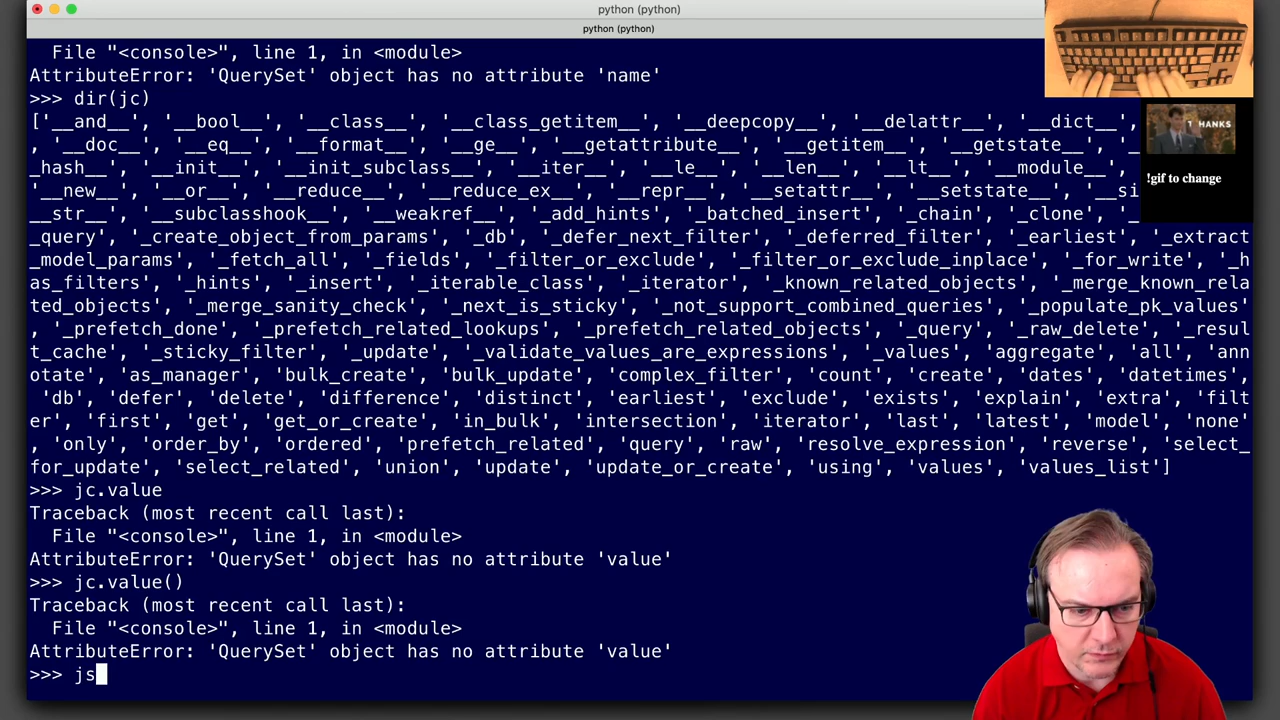 python (python)
python (python)
File "<console>", line 1, in <module>
AttributeError: 'QuerySet' object has no attribute 'name'
>>> dir(jc)
['__and__', '__bool__', '__class__', '__class_getitem__', '__deepcopy__', '__delattr__', '__dict__',
, '__doc__', '__eq__', '__format__', '__ge__', '__getattribute__', '__getitem__', '__getstate__', '_
_hash__', '__init__', '__init_subclass__', '__iter__', '__le__', '__len__', '__lt__', '__module__',
'__new__', '__or__', '__reduce__', '__reduce_ex__', '__repr__', '__setattr__', '__setstate__', '__si
__str__', '__subclasshook__', '__weakref__', '_add_hints', '_batched_insert', '_chain', '_clone', '_
_query', '_create_object_from_params', '_db', '_defer_next_filter', '_deferred_filter', '_earliest', '_extract
_model_params', '_fetch_all', '_fields', '_filter_or_exclude', '_filter_or_exclude_inplace', '_for_write', '_h
as_filters', '_hints', '_insert', '_iterable_class', '_iterator', '_known_related_objects', '_merge_known_rela
ted_objects', '_merge_sanity_check', '_next_is_sticky', '_not_support_combined_queries', '_populate_pk_values'
, '_prefetch_done', '_prefetch_related_lookups', '_prefetch_related_objects', '_query', '_raw_delete', '_resul
t_cache', '_sticky_filter', '_update', '_validate_values_are_expressions', '_values', 'aggregate', 'all', 'ann
otate', 'as_manager', 'bulk_create', 'bulk_update', 'complex_filter', 'count', 'create', 'dates', 'datetimes',
'db', 'defer', 'delete', 'difference', 'distinct', 'earliest', 'exclude', 'exists', 'explain', 'extra', 'filt
er', 'first', 'get', 'get_or_create', 'in_bulk', 'intersection', 'iterator', 'last', 'latest', 'model', 'none'
, 'only', 'order_by', 'ordered', 'prefetch_related', 'query', 'raw', 'resolve_expression', 'reverse', 'select_
for_update', 'select_related', 'union', 'update', 'update_or_create', 'using', 'values', 'values_list']
>>> jc.value
Traceback (most recent call last):
File "<console>", line 1, in <module>
AttributeError: 'QuerySet' object has no attribute 'value'
>>> jc.value()
Traceback (most recent call last):
File "<console>", line 1, in <module>
AttributeError: 'QuerySet' object has no attribute 'value'
>>> js
T HANKS
!gif to change